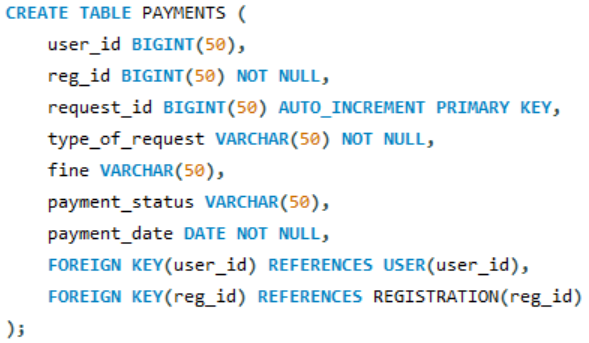 CREATE TABLE PAYMENTS (
    user_id BIGINT(50),
    reg_id BIGINT(50) NOT NULL,
    request_id BIGINT(50) AUTO_INCREMENT PRIMARY KEY,
    type_of_request VARCHAR(50) NOT NULL,
    fine VARCHAR(50),
    payment_status VARCHAR(50),
    payment_date DATE NOT NULL,
    FOREIGN KEY(user_id) REFERENCES USER(user_id),
    FOREIGN KEY(reg_id) REFERENCES REGISTRATION(reg_id)
);